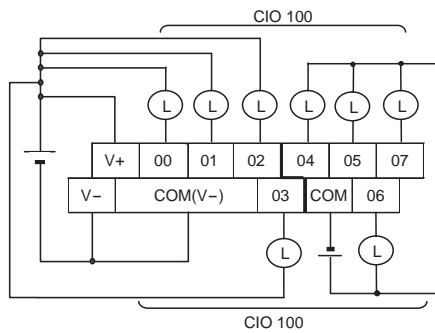 CIO 100
L L L L L L
V+ 00 01 02 04 05 07
V− COM(V−) 03 COM 06
L L
CIO 100